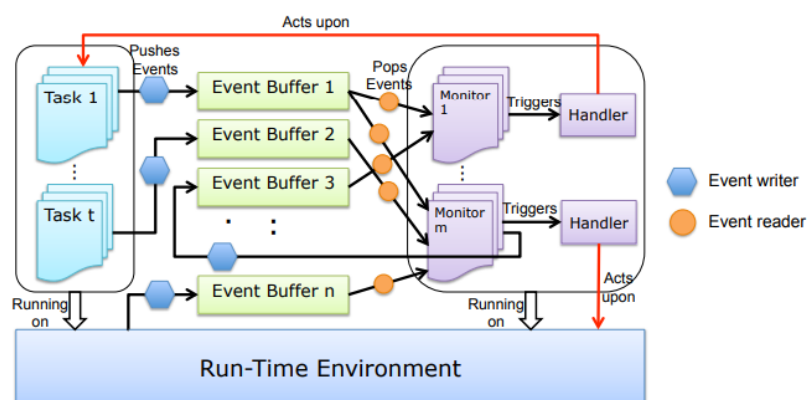 Acts upon
Pushes
Events
Pops
Events
Task 1
Event Buffer 1
Monitor
1
Triggers
Handler
Event Buffer 2
Event Buffer 3
Event writer
Task t
Monitor
m
Triggers
Handler
Event reader
Event Buffer n
Running
on
Running
on
Acts
upon
Run-Time Environment